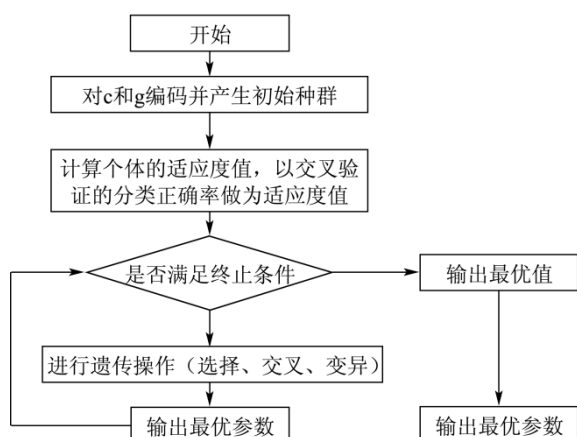 开始
对c和g编码并产生初始种群
计算个体的适应度值，以交叉验
证的分类正确率做为适应度值
是否满足终止条件
输出最优值
进行遗传操作（选择、交叉、变异）
输出最优参数
输出最优参数